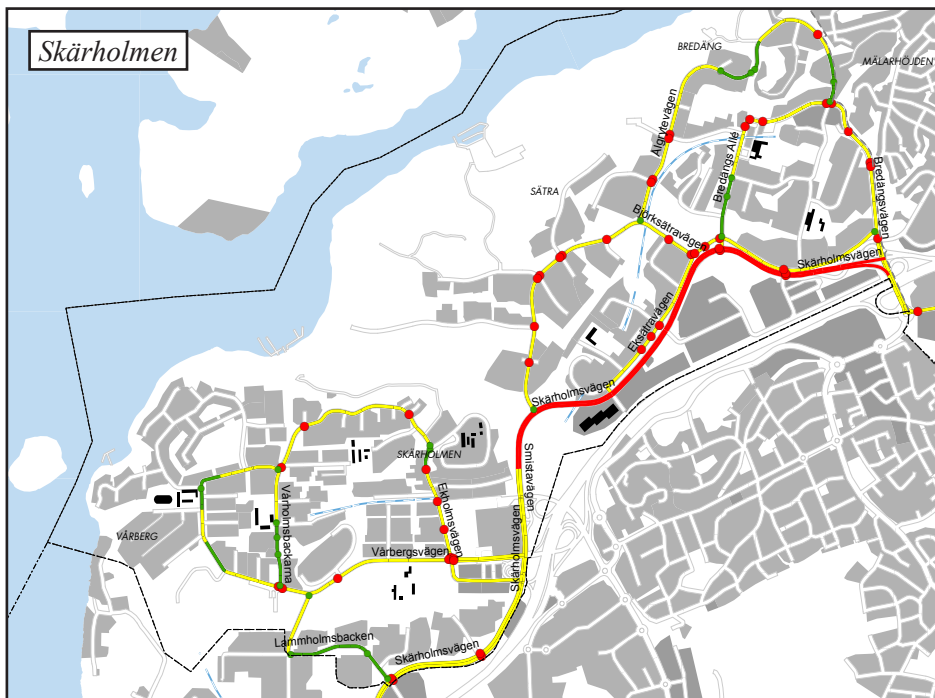 Skärholmen
BREDÄNG
MÄLARHÖJDEN
Ålgrytevägen
Bredängs Allé
Bredängsvägen
SÄTRA
Björksätravägen
Skärholmsvägen
Eksätravägen
Skärholmsvägen
SKÄRHOLMEN
Smistavägen
Ekholmsvägen
VÅRBERG
Vårholmsbackarna
Vårbergsvägen
Skärholmsvägen
Lammholmsbacken
Skärholmsvägen